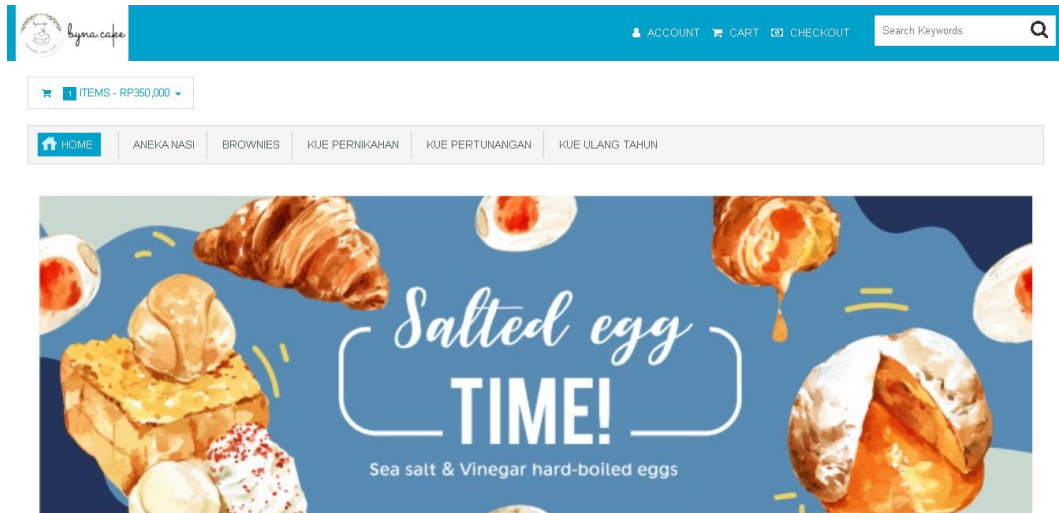 byna.cake
ACCOUNT CART CHECKOUT Search Keywords
1 ITEMS - RP350,000
HOME ANEKA NASI BROWNIES KUE PERNIKAHAN KUE PERTUNANGAN KUE ULANG TAHUN
Salted egg
TIME!
Sea salt & Vinegar hard-boiled eggs